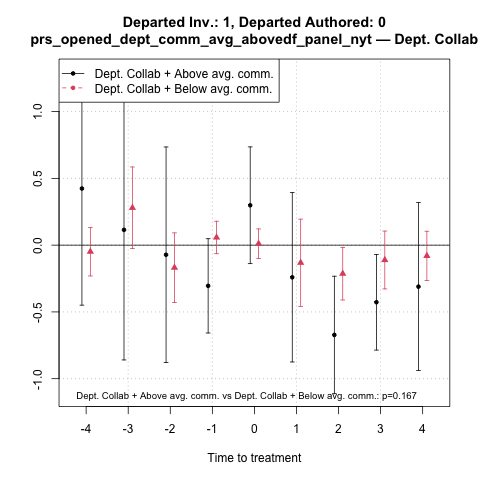 Departed Inv.: 1, Departed Authored: 0
prs_opened_dept_comm_avg_abovedf_panel_nyt — Dept. Collab
Dept. Collab + Above avg. comm.
Dept. Collab + Below avg. comm.
1.0
0.5
0.0
-0.5
-1.0
Dept. Collab + Above avg. comm. vs Dept. Collab + Below avg. comm.: p=0.167
-4 -3 -2 -1 0 1 2 3 4
Time to treatment